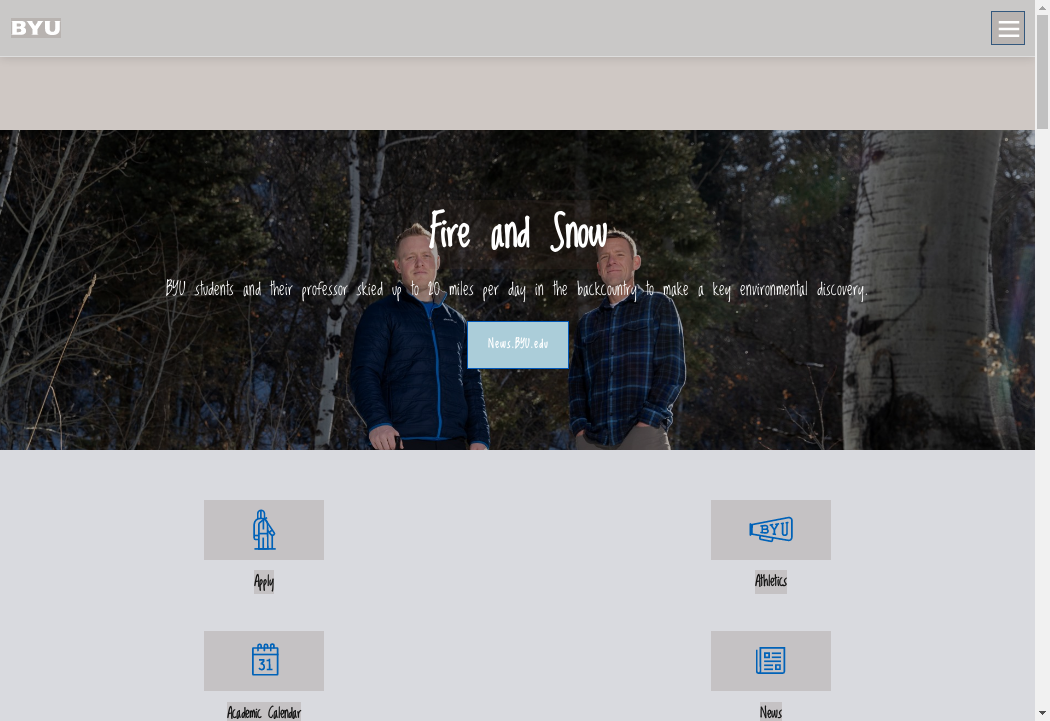 BYU
Fire and Snow
BYU students and their professor skied up to 20 miles per day in the backcountry to make a key environmental discovery.
News.BYU.edu
BYU
Apply
Athletics
31
Academic Calendar
News